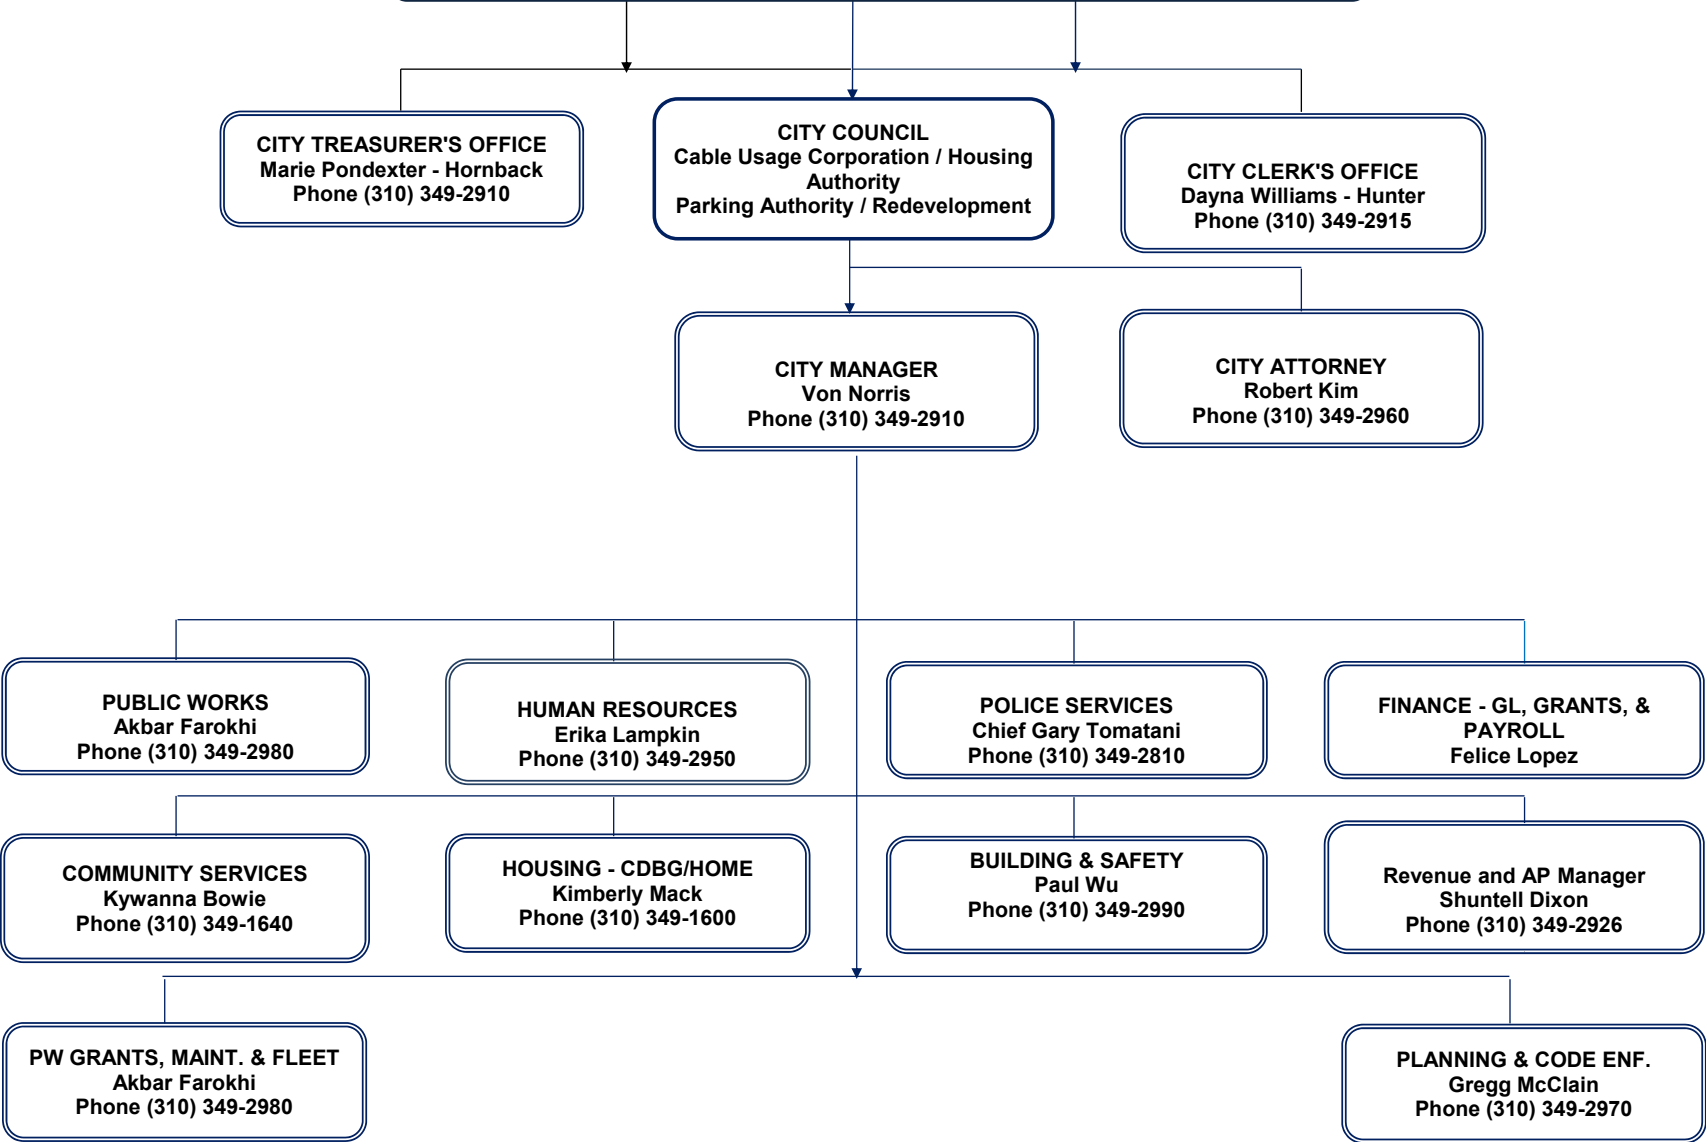 CITY TREASURER'S OFFICE
Marie Pondexter - Hornback
Phone (310) 349-2910
CITY COUNCIL
Cable Usage Corporation / Housing
Authority
Parking Authority / Redevelopment
CITY CLERK'S OFFICE
Dayna Williams - Hunter
Phone (310) 349-2915
CITY MANAGER
Von Norris
Phone (310) 349-2910
CITY ATTORNEY
Robert Kim
Phone (310) 349-2960
PUBLIC WORKS
Akbar Farokhi
Phone (310) 349-2980
HUMAN RESOURCES
Erika Lampkin
Phone (310) 349-2950
POLICE SERVICES
Chief Gary Tomatani
Phone (310) 349-2810
FINANCE - GL, GRANTS, &
PAYROLL
Felice Lopez
COMMUNITY SERVICES
Kywanna Bowie
Phone (310) 349-1640
HOUSING - CDBG/HOME
Kimberly Mack
Phone (310) 349-1600
BUILDING & SAFETY
Paul Wu
Phone (310) 349-2990
Revenue and AP Manager
Shuntell Dixon
Phone (310) 349-2926
PW GRANTS, MAINT. & FLEET
Akbar Farokhi
Phone (310) 349-2980
PLANNING & CODE ENF.
Gregg McClain
Phone (310) 349-2970